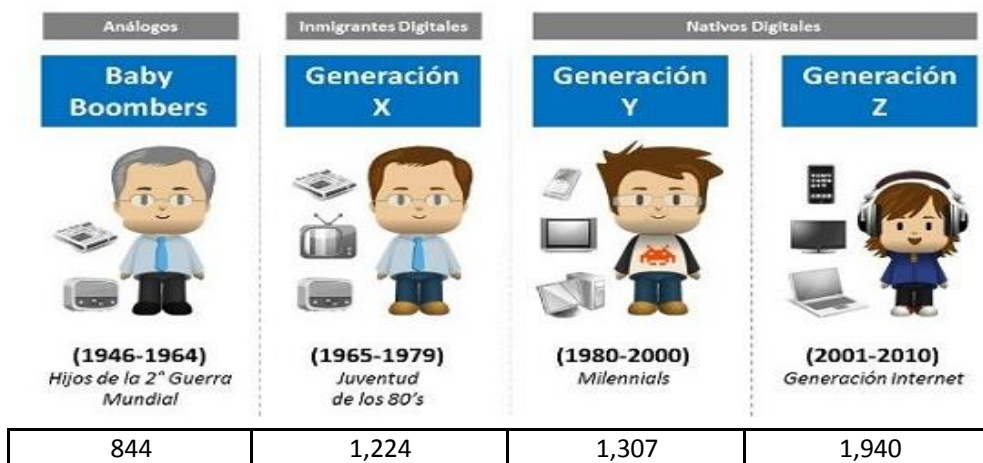 Análogos
Inmigrantes Digitales
Nativos Digitales
Baby
Boombers
Generación
X
Generación
Y
Generación
Z
(1946-1964)
Hijos de la 2° Guerra
Mundial
(1965-1979)
Juventud
de los 80's
(1980-2000)
Milennials
(2001-2010)
Generación Internet
844
1,224
1,307
1,940